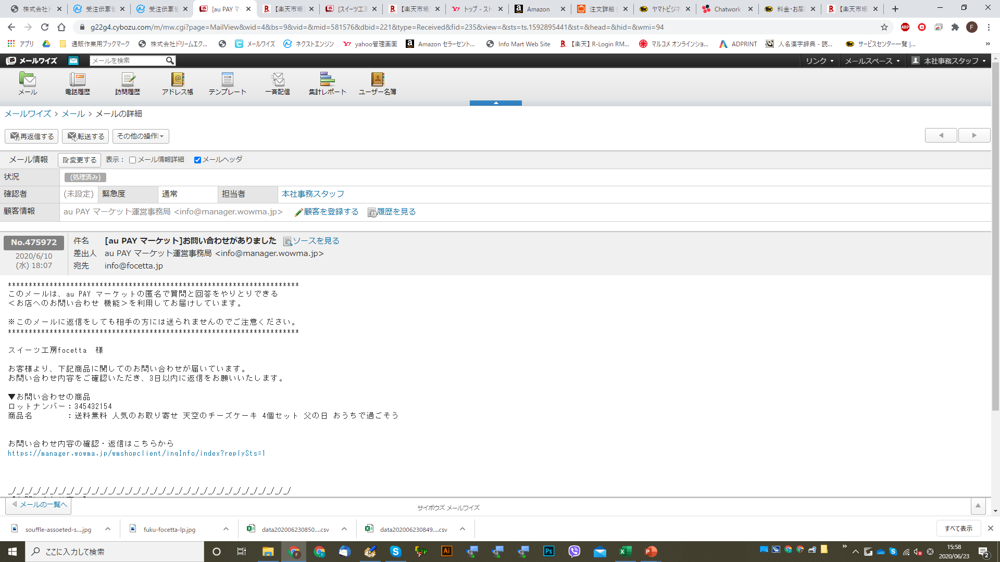 株式会社ド
受注伝票管
受注伝票管
[au PAY マー
【楽天市場
[スイーツ工房
【楽天市場】
トップ - スト
Amazon
注文詳細
ヤマトビジネ
Chatwork
料金・お届
【楽天市場
g22g4.cybozu.com/m/mw.cgi?page=MailView&wid=4&bs=9&vid=&mid=581576&dbid=221&type=Received&fid=235&view=&sts=ts.1592895441&st=&head=&hid=&wmi=94
アプリ
通販作業用ブックマーク
株式会社ドリームエク...
メールワイズ
ネクストエンジン
yahoo管理画面
Amazon セラーセント...
Info Mart Web Site
【楽天】R-Login RM...
マルコメ オンラインショ...
ADPRINT
人名漢字辞典 - 読...
サービスセンター一覧 |...
メールワイズ
メールを検索
リンク
メールスペース
本社事務スタッフ
メール
電話履歴
訪問履歴
アドレス帳
テンプレート
一斉配信
集計レポート
ユーザー名簿
メールワイズ > メール > メールの詳細
再返信する
転送する
その他の操作
メール情報
変更する
表示：
メール情報詳細
メールヘッダ
状況
(処理済み)
確認者
(未設定)
緊急度
通常
担当者
本社事務スタッフ
顧客情報
au PAY マーケット運営事務局 <info@manager.wowma.jp>
顧客を登録する
履歴を見る
No.475972
2020/6/10
(水) 18:07
件名 [au PAY マーケット]お問い合わせがありました
ソースを見る
差出人 au PAY マーケット運営事務局 <info@manager.wowma.jp>
宛先 info@focetta.jp
**********************************************************************
このメールは、au PAY マーケットの匿名で質問と回答をやりとりできる
＜お店へのお問い合わせ 機能＞を利用してお届けしています。
※このメールに返信をしても相手の方には送られませんのでご注意ください。
**********************************************************************
スイーツ工房focetta　様
お客様より、下記商品に関してのお問い合わせが届いています。
お問い合わせ内容をご確認いただき、3日以内に返信をお願いいたします。
▼お問い合わせの商品
ロットナンバー：345432154
商品名　　　　：送料無料 人気のお取り寄せ 天空のチーズケーキ 4個セット 父の日 おうちで過ごそう
お問い合わせ内容の確認・返信はこちらから
https://manager.wowma.jp/wmshopclient/inqInfo/index?replySts=1
_/_/_/_/_/_/_/_/_/_/_/_/_/_/_/_/_/_/_/_/_/_/_/_/_/_/_/_/_/_/_/_/_/_/
メールの一覧へ
サイボウズ メールワイズ
souffle-assoeted-s....jpg
fuku-focetta-lp.jpg
data202006230850....csv
data202006230849....csv
すべて表示
ここに入力して検索
15:58
2020/06/23
2